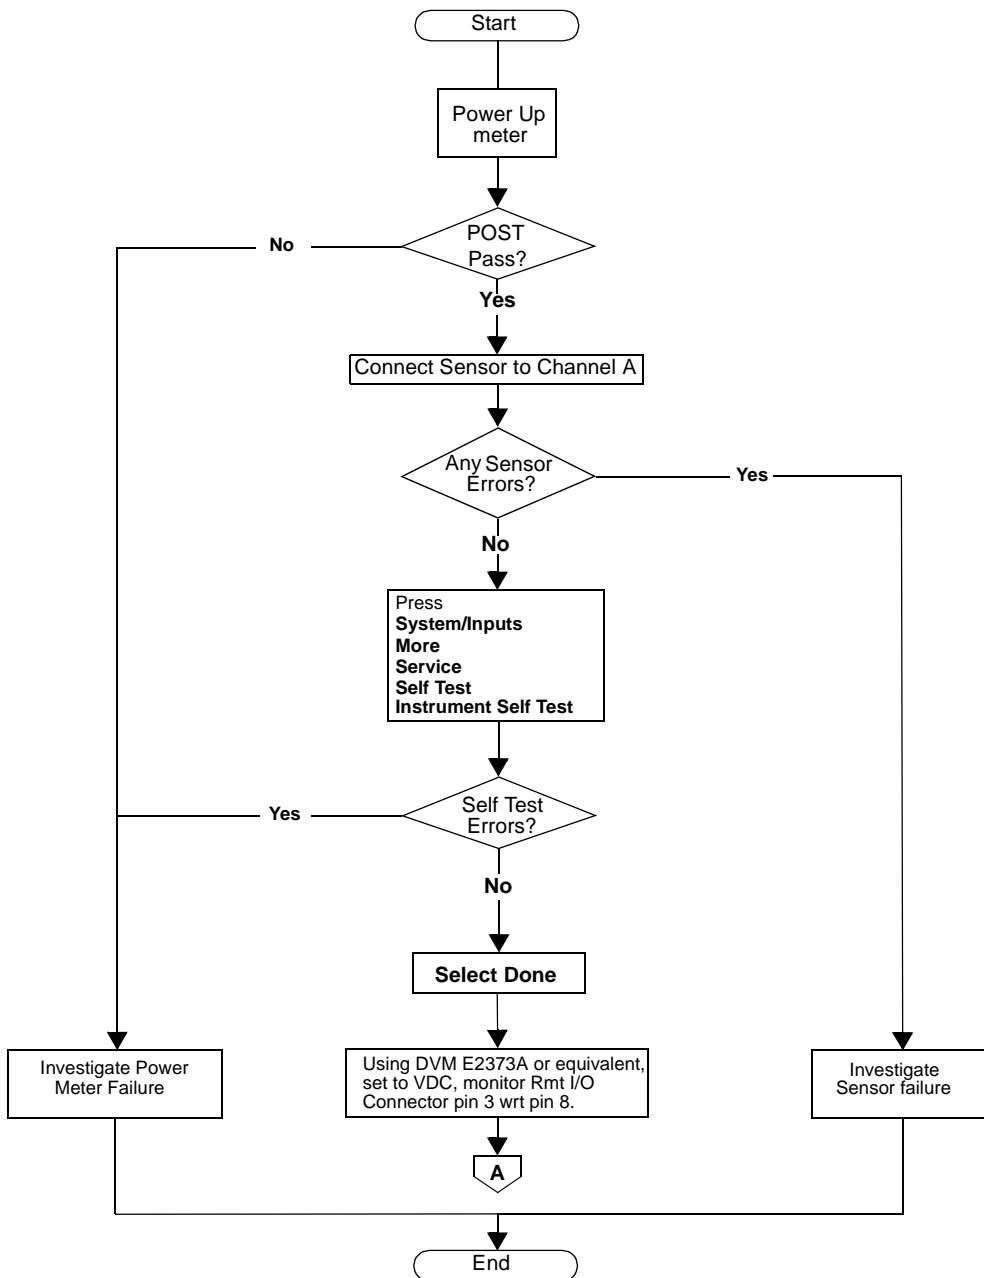 Start
Power Up
meter
POST
Pass?
No
Yes
Connect Sensor to Channel A
Any Sensor
Errors?
Yes
No
Press
System/Inputs
More
Service
Self Test
Instrument Self Test
Self Test
Errors?
Yes
No
Select Done
Investigate Power
Meter Failure
Using DVM E2373A or equivalent,
set to VDC, monitor Rmt I/O
Connector pin 3 wrt pin 8.
Investigate
Sensor failure
A
End